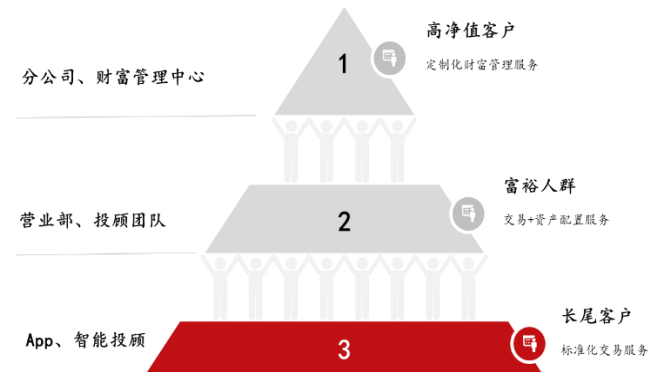 高净值客户
1
定制化财富管理服务
分公司、财富管理中心
富裕人群
营业部、投顾团队
2
交易+资产配置服务
长尾客户
App、智能投顾
3
标准化交易服务